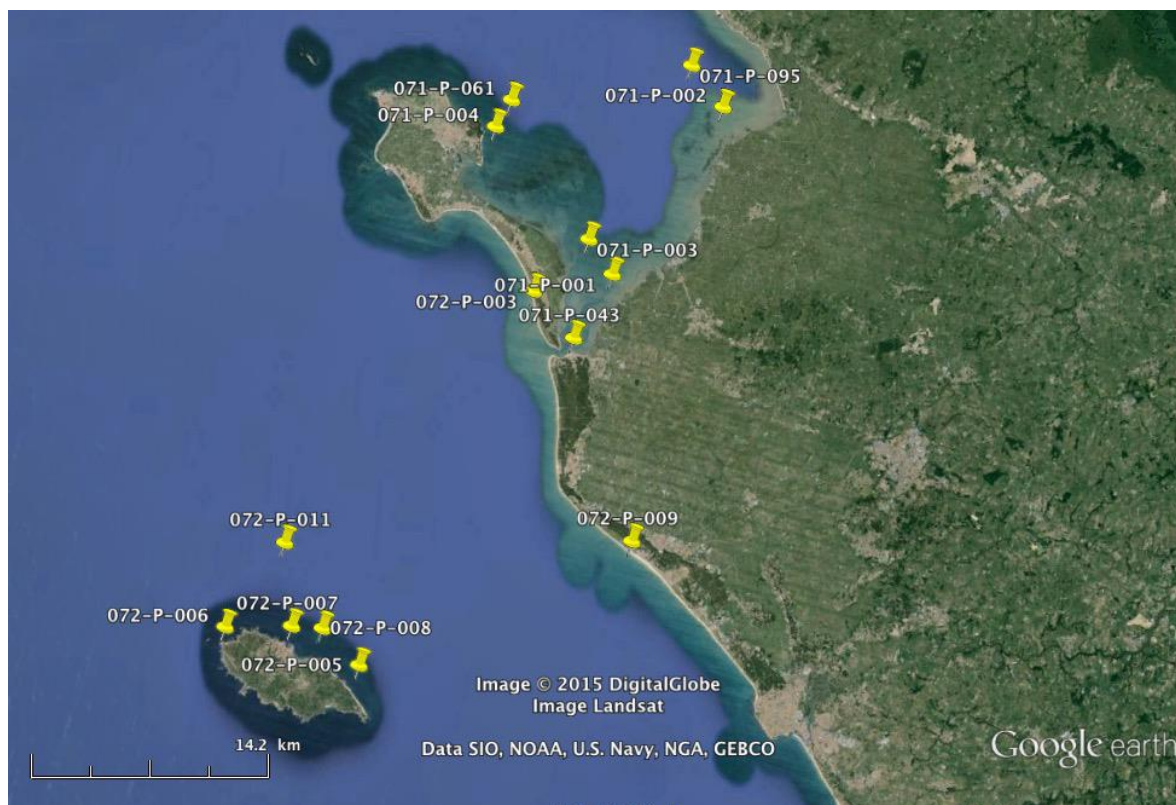 071-P-095
071-P-061
071-P-002
071-P-004
071-P-003
071-P-001
072-P-003
071-P-043
072-P-011
072-P-009
072-P-007
072-P-006
072-P-008
072-P-005
Image © 2015 DigitalGlobe
Image Landsat
14.2 km
Data SIO, NOAA, U.S. Navy, NGA, GEBCO
Google earth